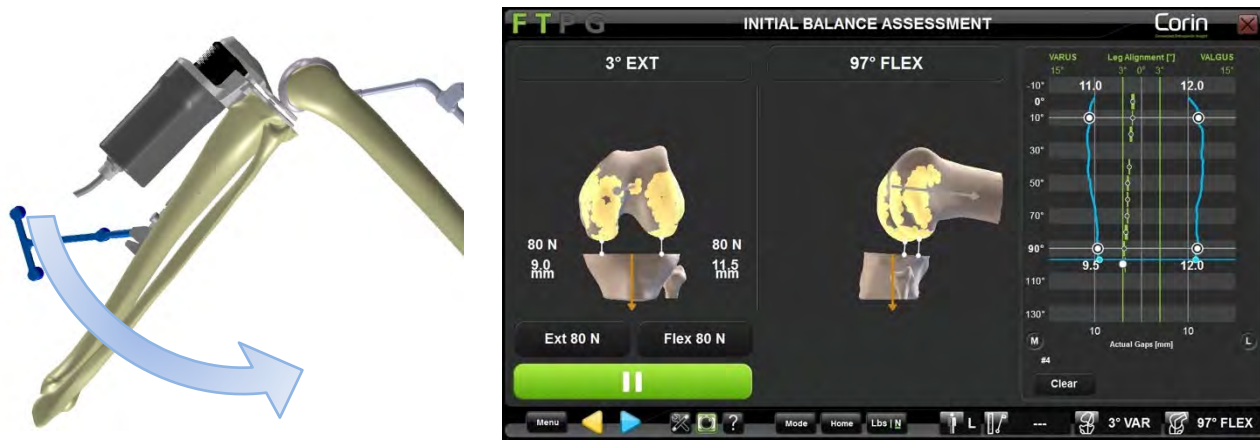 F T P G
INITIAL BALANCE ASSESSMENT
Corin
3° EXT
97° FLEX
VARUS
Leg Alignment [°]
VALGUS
15°
3°
0°
3°
15°
-10°
0°
10°
30°
50°
70°
90°
110°
130°
11.0
12.0
9.5
12.0
10
10
Actual Gaps [mm]
M
L
#4
Clear
80 N
9.0
mm
80 N
11.5
mm
Ext 80 N
Flex 80 N
Menu
?
Mode
Home
Lbs | N
L
---
3° VAR
97° FLEX